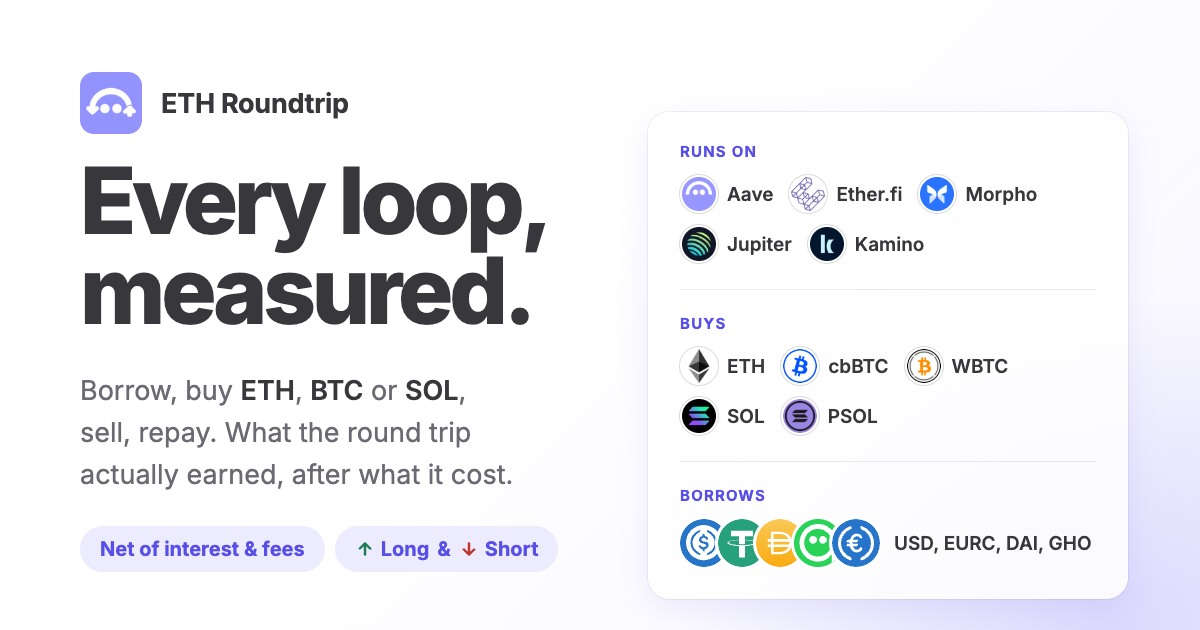 ETH Roundtrip
Every loop,
measured.
Borrow, buy ETH, BTC or SOL,
sell, repay. What the round trip
actually earned, after what it cost.
Net of interest & fees
↑ Long & ↓ Short
RUNS ON
Aave Ether.fi Morpho
Jupiter Kamino
BUYS
ETH cbBTC WBTC
SOL PSOL
BORROWS
USD, EURC, DAI, GHO